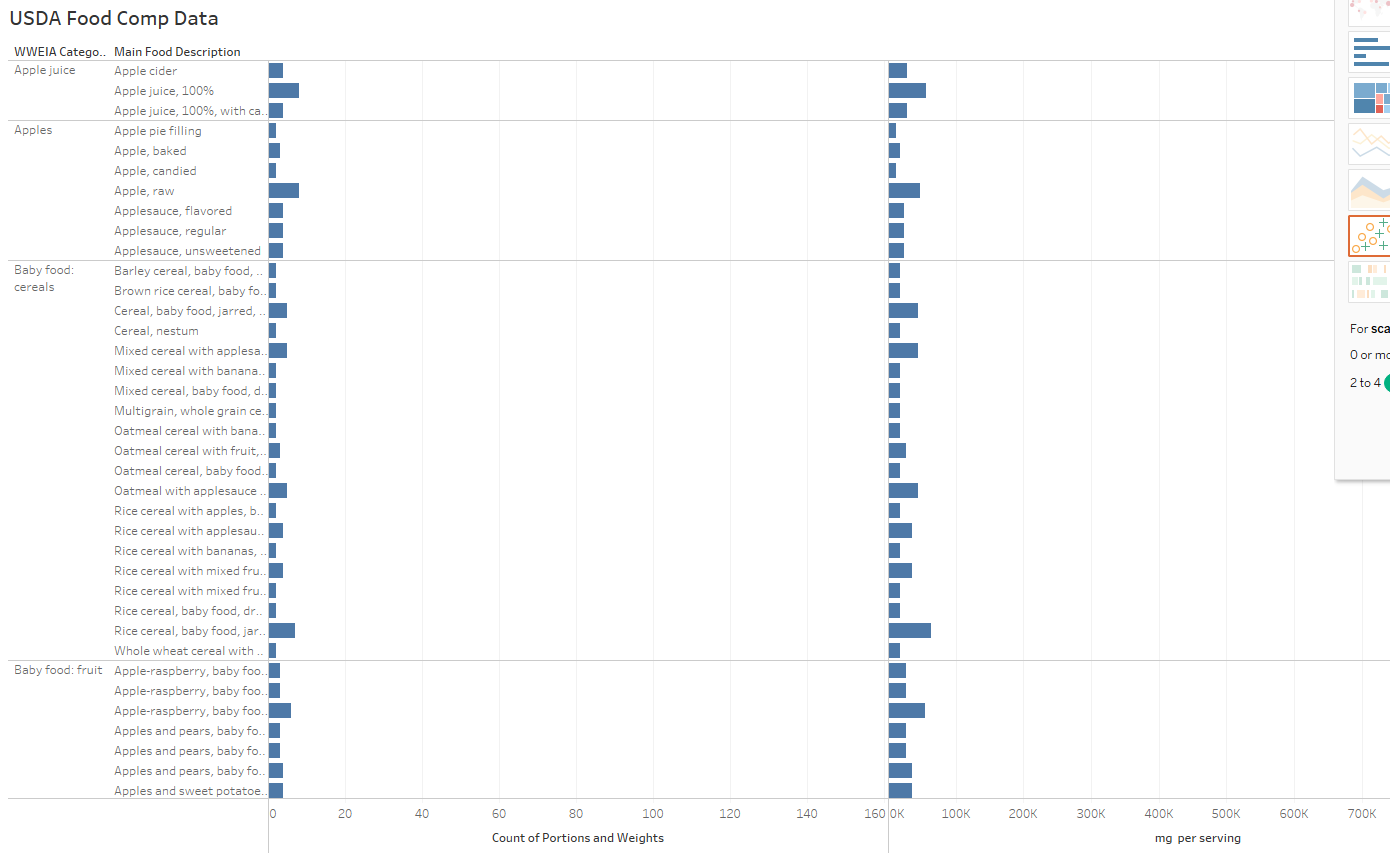 USDA Food Comp Data
WWEIA Catego.. Main Food Description
Apple juice Apple cider
Apple juice, 100%
Apple juice, 100%, with ca..
Apples Apple pie filling
Apple, baked
Apple, candied
Apple, raw
Applesauce, flavored
Applesauce, regular
Applesauce, unsweetened
Baby food: cereals Barley cereal, baby food, ..
Brown rice cereal, baby fo..
Cereal, baby food, jarred, ..
Cereal, nestum
Mixed cereal with applesa..
Mixed cereal with banana..
Mixed cereal, baby food, d..
Multigrain, whole grain ce..
Oatmeal cereal with bana..
Oatmeal cereal with fruit,..
Oatmeal cereal, baby food..
Oatmeal with applesauce ..
Rice cereal with apples, b..
Rice cereal with applesau..
Rice cereal with bananas, ..
Rice cereal with mixed fru..
Rice cereal with mixed fru..
Rice cereal, baby food, dr..
Rice cereal, baby food, jar..
Whole wheat cereal with ..
Baby food: fruit Apple-raspberry, baby foo..
Apple-raspberry, baby foo..
Apple-raspberry, baby foo..
Apples and pears, baby fo..
Apples and pears, baby fo..
Apples and pears, baby fo..
Apples and sweet potatoe..
0 20 40 60 80 100 120 140 160 0K 100K 200K 300K 400K 500K 600K 700K
Count of Portions and Weights mg per serving
For sca
0 or mo
2 to 4